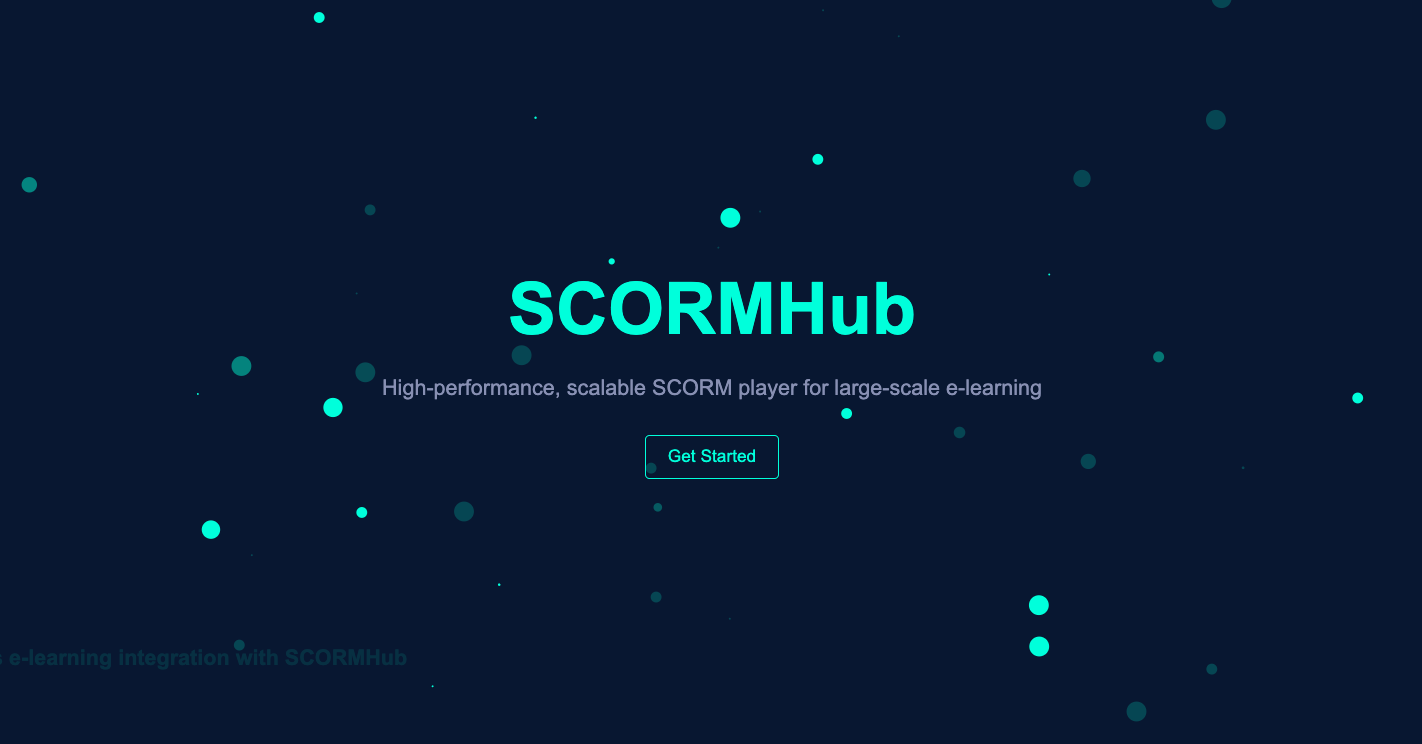 SCORMHub
High-performance, scalable SCORM player for large-scale e-learning
Get Started
e-learning integration with SCORMHub